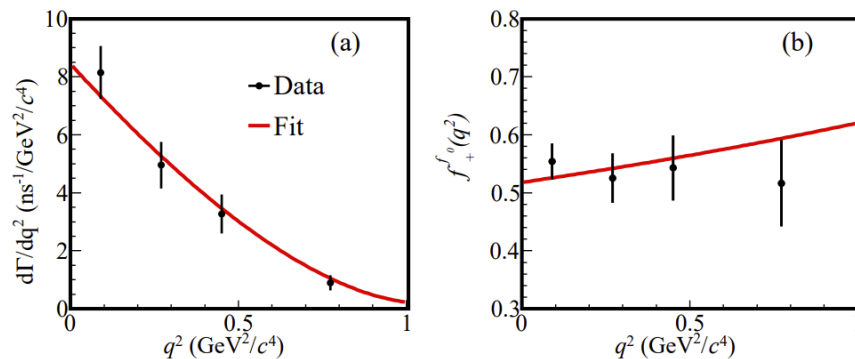 (a)
Data
Fit
dΓ/dq² (ns⁻¹/GeV²/c⁴)
10
8
6
4
2
0
0 0.5 1
q² (GeV²/c⁴)
(b)
f₊^f₀(q²)
0.8
0.7
0.6
0.5
0.4
0.3
0 0.5
q² (GeV²/c⁴)